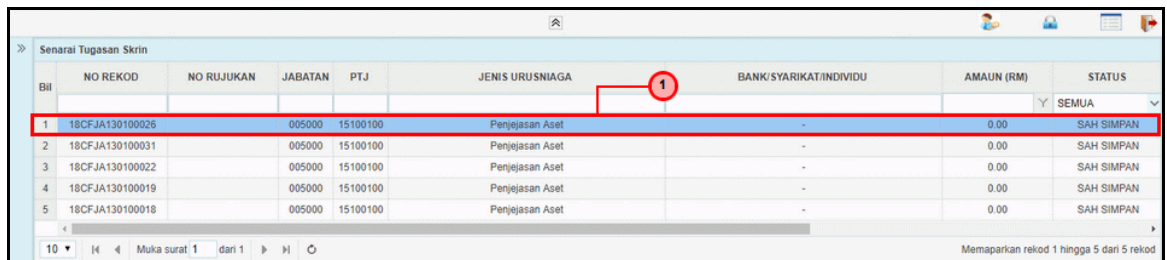 Senarai Tugasan Skrin
Bil NO REKOD NO RUJUKAN JABATAN PTJ JENIS URUSNIAGA BANK/SYARIKAT/INDIVIDU AMAUN (RM) STATUS
1
SEMUA
1 18CFJA130100026 005000 15100100 Penjejasan Aset 0.00 SAH SIMPAN
2 18CFJA130100031 005000 15100100 Penjejasan Aset - 0.00 SAH SIMPAN
3 18CFJA130100022 005000 15100100 Penjejasan Aset - 0.00 SAH SIMPAN
4 18CFJA130100019 005000 15100100 Penjejasan Aset - 0.00 SAH SIMPAN
5 18CFJA130100018 005000 15100100 Penjejasan Aset - 0.00 SAH SIMPAN
10 Muka surat 1 dari 1 Memaparkan rekod 1 hingga 5 dari 5 rekod